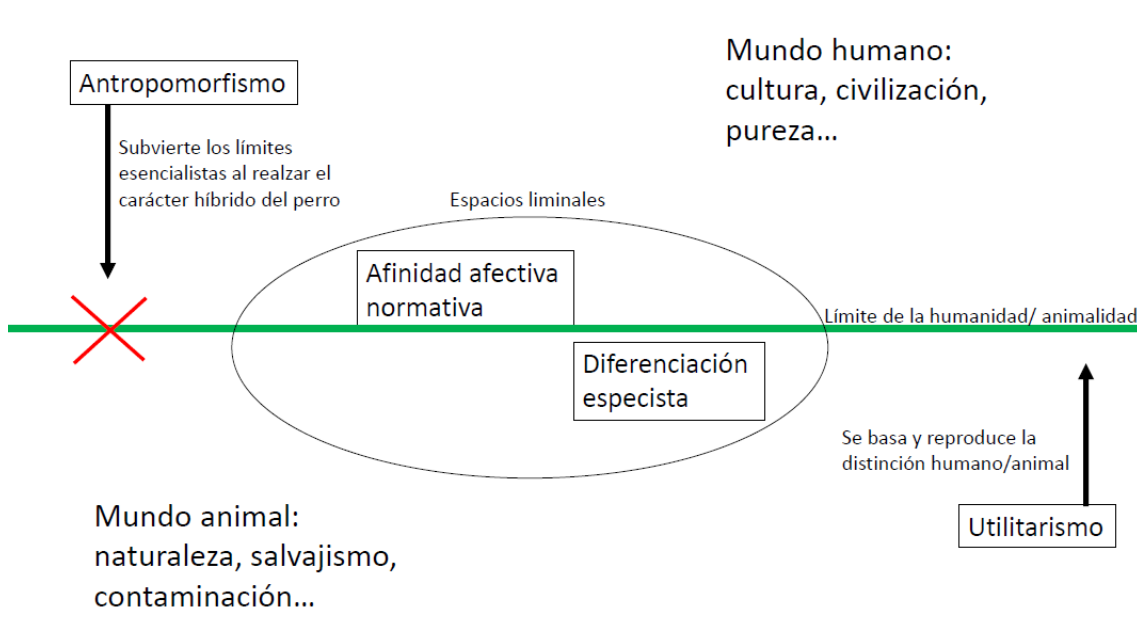 Antropomorfismo
Subvierte los límites
esencialistas al realzar el
carácter híbrido del perro
Mundo humano:
cultura, civilización,
pureza...
Espacios liminales
Afinidad afectiva
normativa
Límite de la humanidad/ animalidad
Diferenciación
especista
Se basa y reproduce la
distinción humano/animal
Utilitarismo
Mundo animal:
naturaleza, salvajismo,
contaminación...